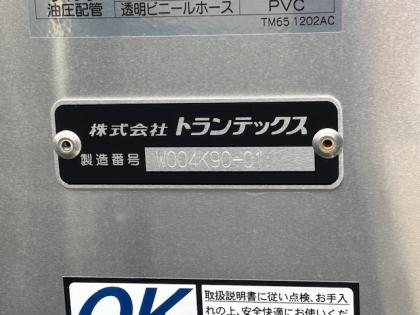 油圧配管 透明ビニールホース PVC
TM65 1202AC
株式会社 トランテックス
製造番号 W004K90-01
OK
取扱説明書に従い点検、お手入
れの上、安全快適にお使いくだ